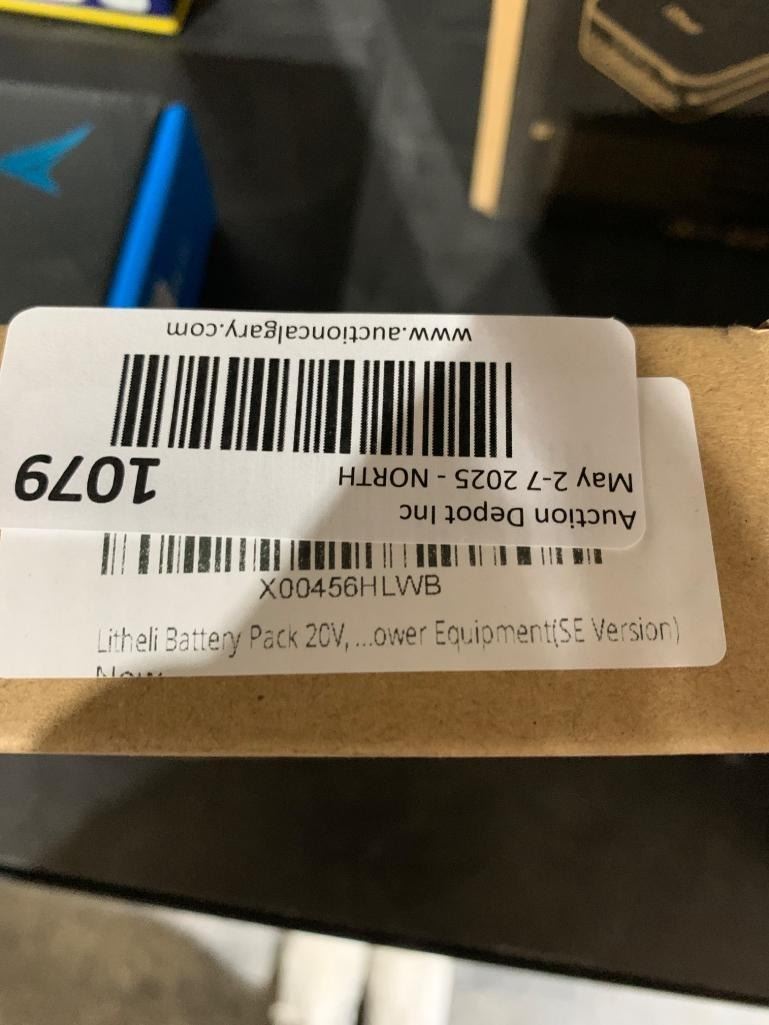 www.auctioncalgary.com
1079
May 2-7 2025 - NORTH
Auction Depot Inc
X00456HLWB
Litheli Battery Pack 20V, ...ower Equipment(SE Version)
New